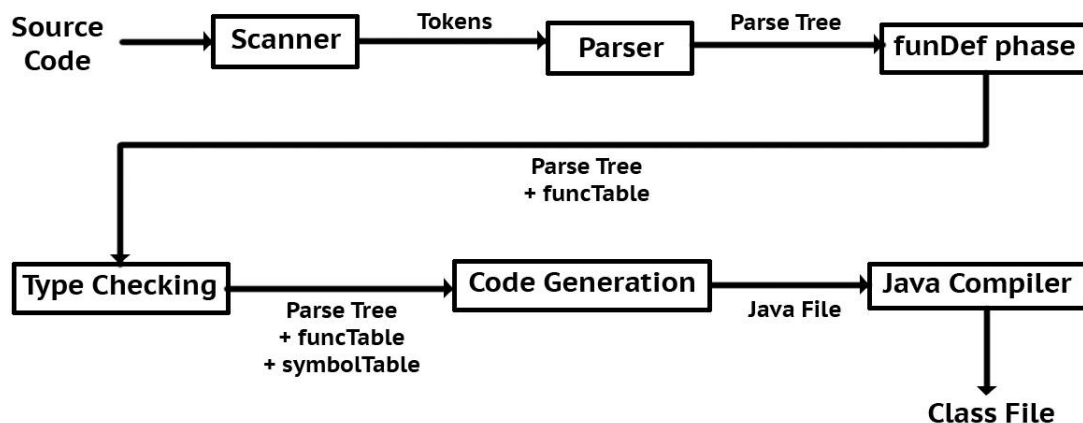 Source
Code
Scanner
Tokens
Parser
Parse Tree
funDef phase
Parse Tree
+ funcTable
Type Checking
Parse Tree
+ funcTable
+ symbolTable
Code Generation
Java File
Java Compiler
Class File